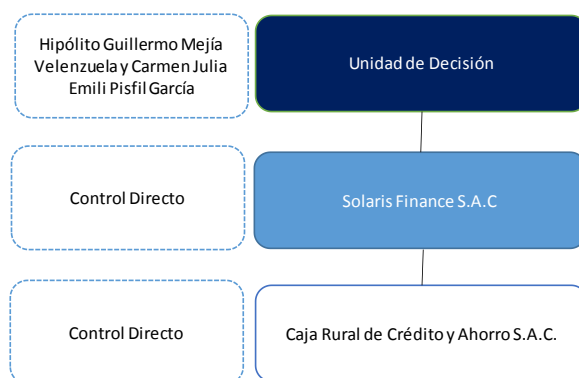 Hipólito Guillermo Mejía
Velenzuela y Carmen Julia
Emili Pisfil García
Unidad de Decisión
Control Directo
Solaris Finance S.A.C
Control Directo
Caja Rural de Crédito y Ahorro S.A.C.